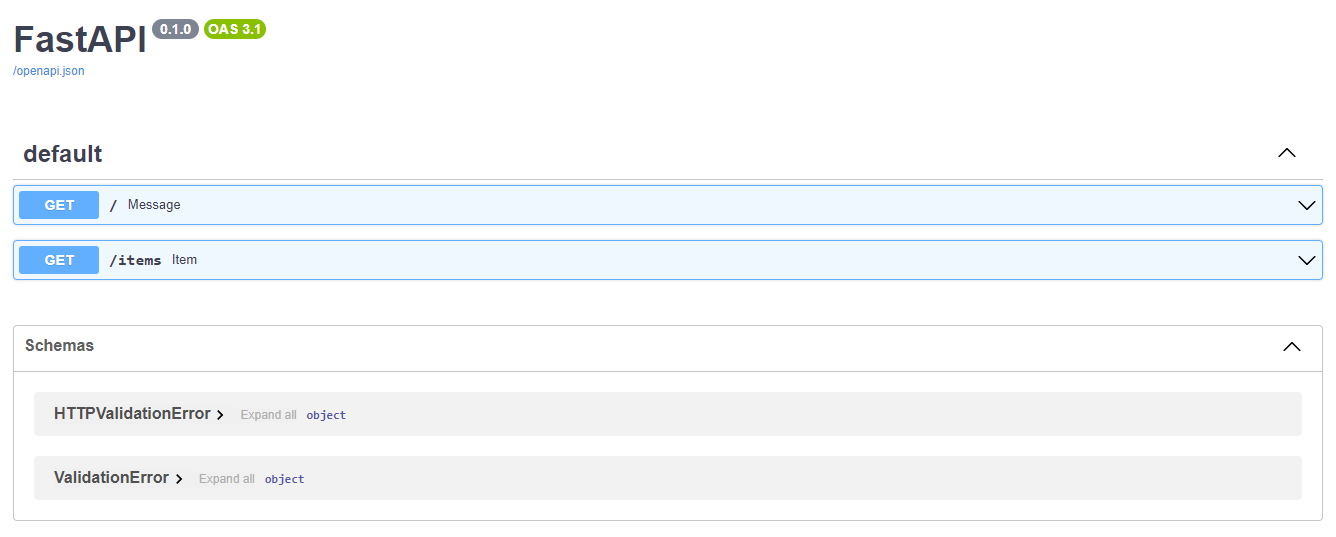 FastAPI 0.1.0 OAS 3.1
/openapi.json
default
GET / Message
GET /items Item
Schemas
HTTPValidationError Expand all object
ValidationError Expand all object